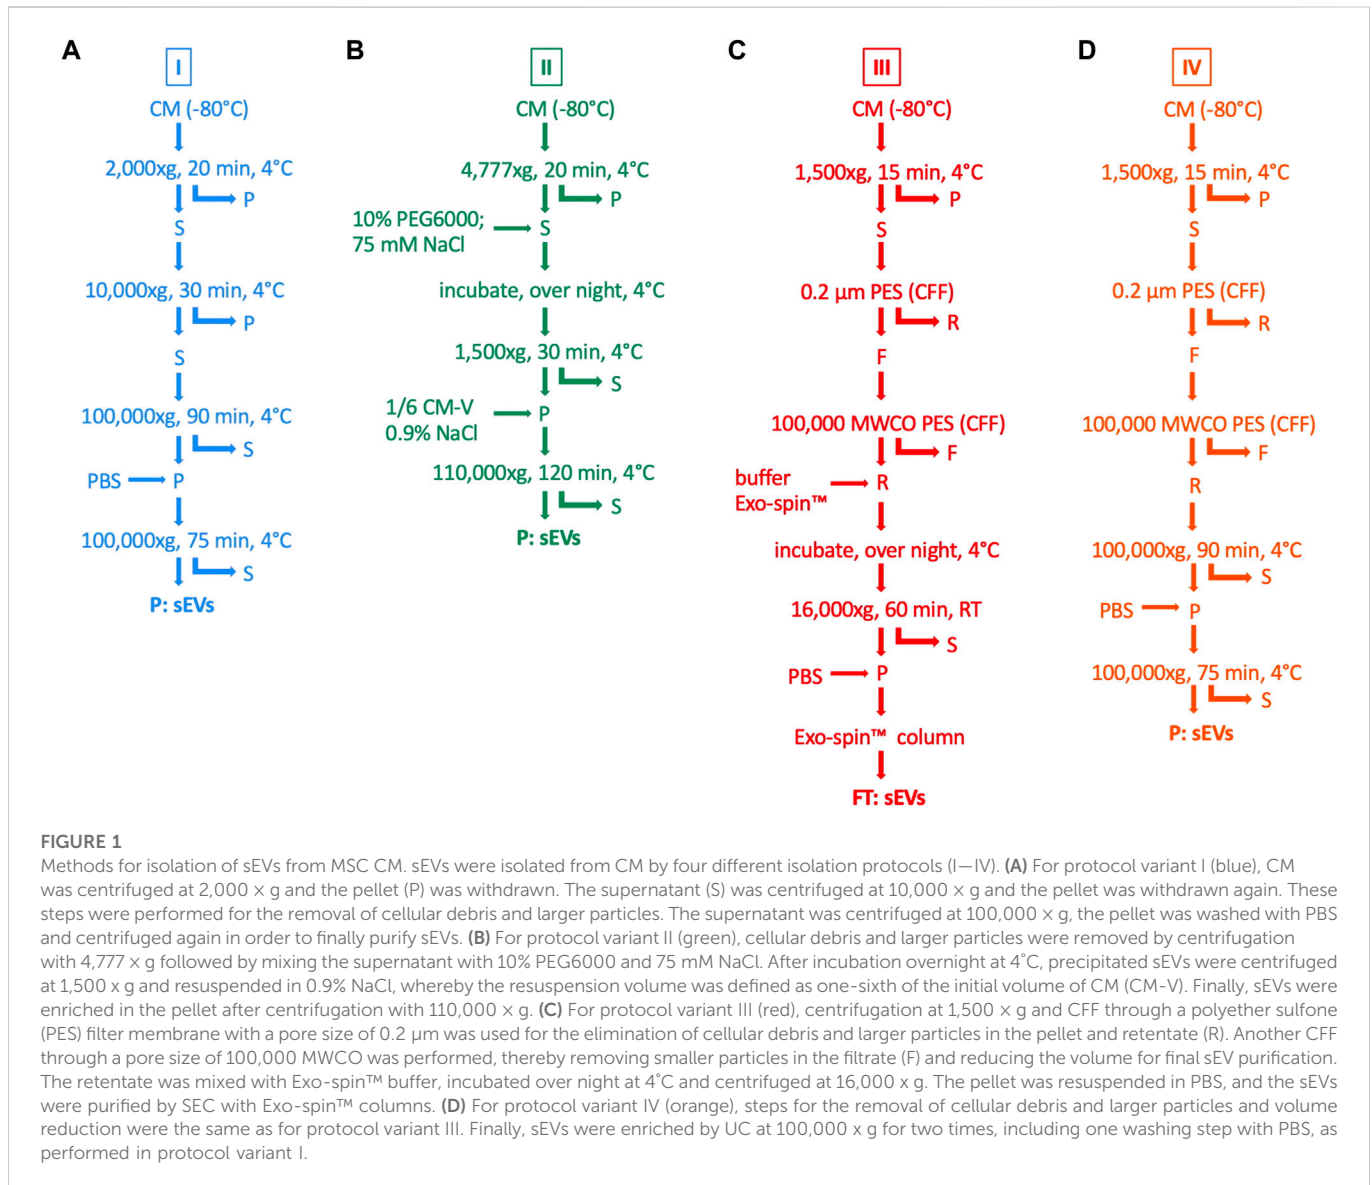 A
I
CM (-80°C)
2,000xg, 20 min, 4°C
P
S
10,000xg, 30 min, 4°C
P
S
100,000xg, 90 min, 4°C
S
PBS
P
100,000xg, 75 min, 4°C
S
P: sEVs
B
II
CM (-80°C)
4,777xg, 20 min, 4°C
P
10% PEG6000;
75 mM NaCl
S
incubate, over night, 4°C
1,500xg, 30 min, 4°C
S
1/6 CM-V
0.9% NaCl
P
110,000xg, 120 min, 4°C
S
P: sEVs
C
III
CM (-80°C)
1,500xg, 15 min, 4°C
P
S
0.2 µm PES (CFF)
R
F
100,000 MWCO PES (CFF)
F
buffer
Exo-spin™
R
incubate, over night, 4°C
16,000xg, 60 min, RT
S
PBS
P
Exo-spin™ column
FT: sEVs
D
IV
CM (-80°C)
1,500xg, 15 min, 4°C
P
S
0.2 µm PES (CFF)
R
F
100,000 MWCO PES (CFF)
F
R
100,000xg, 90 min, 4°C
S
PBS
P
100,000xg, 75 min, 4°C
S
P: sEVs
FIGURE 1
Methods for isolation of sEVs from MSC CM. sEVs were isolated from CM by four different isolation protocols (I—IV). (A) For protocol variant I (blue), CM
was centrifuged at 2,000 × g and the pellet (P) was withdrawn. The supernatant (S) was centrifuged at 10,000 × g and the pellet was withdrawn again. These
steps were performed for the removal of cellular debris and larger particles. The supernatant was centrifuged at 100,000 × g, the pellet was washed with PBS
and centrifuged again in order to finally purify sEVs. (B) For protocol variant II (green), cellular debris and larger particles were removed by centrifugation
with 4,777 × g followed by mixing the supernatant with 10% PEG6000 and 75 mM NaCl. After incubation overnight at 4°C, precipitated sEVs were centrifuged
at 1,500 x g and resuspended in 0.9% NaCl, whereby the resuspension volume was defined as one-sixth of the initial volume of CM (CM-V). Finally, sEVs were
enriched in the pellet after centrifugation with 110,000 × g. (C) For protocol variant III (red), centrifugation at 1,500 × g and CFF through a polyether sulfone
(PES) filter membrane with a pore size of 0.2 µm was used for the elimination of cellular debris and larger particles in the pellet and retentate (R). Another CFF
through a pore size of 100,000 MWCO was performed, thereby removing smaller particles in the filtrate (F) and reducing the volume for final sEV purification.
The retentate was mixed with Exo-spin™ buffer, incubated over night at 4°C and centrifuged at 16,000 x g. The pellet was resuspended in PBS, and the sEVs
were purified by SEC with Exo-spin™ columns. (D) For protocol variant IV (orange), steps for the removal of cellular debris and larger particles and volume
reduction were the same as for protocol variant III. Finally, sEVs were enriched by UC at 100,000 x g for two times, including one washing step with PBS, as
performed in protocol variant I.